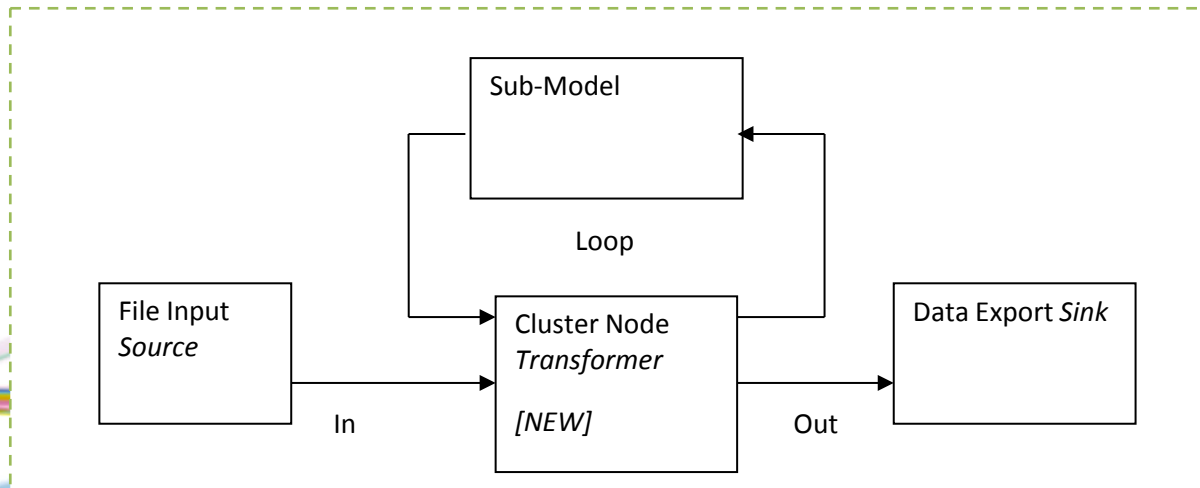 Sub-Model
Loop
File Input
Source
Cluster Node
Transformer
[NEW]
Data Export Sink
In
Out